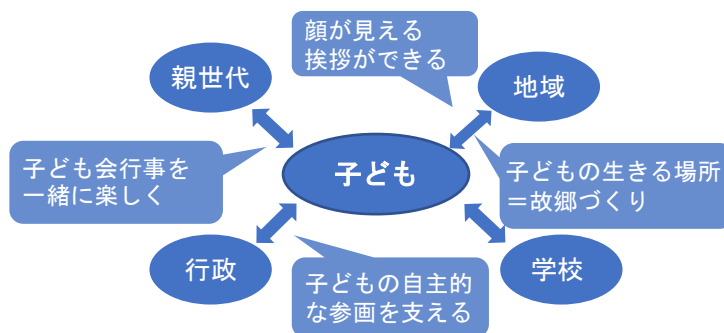 顔が見える
挨拶ができる
親世代
地域
子ども会行事を
一緒に楽しく
子ども
子どもの生きる場所
＝故郷づくり
行政
子どもの自主的
な参画を支える
学校